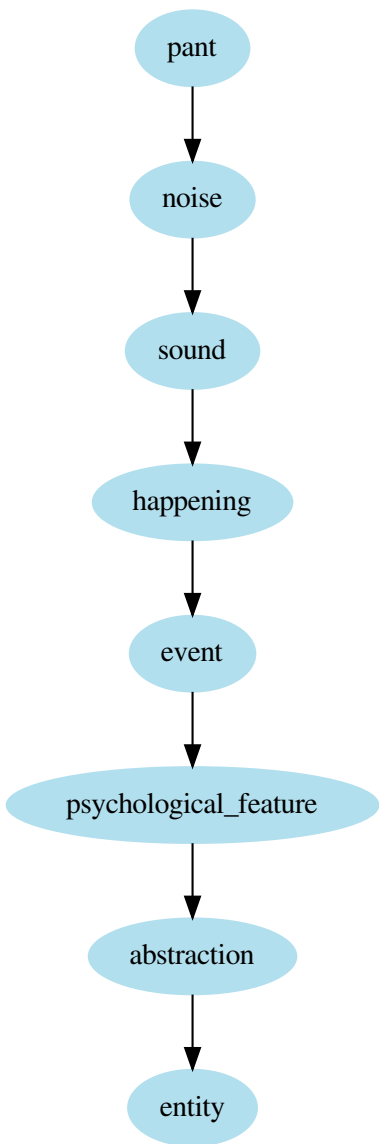 pant
noise
sound
happening
event
psychological_feature
abstraction
entity